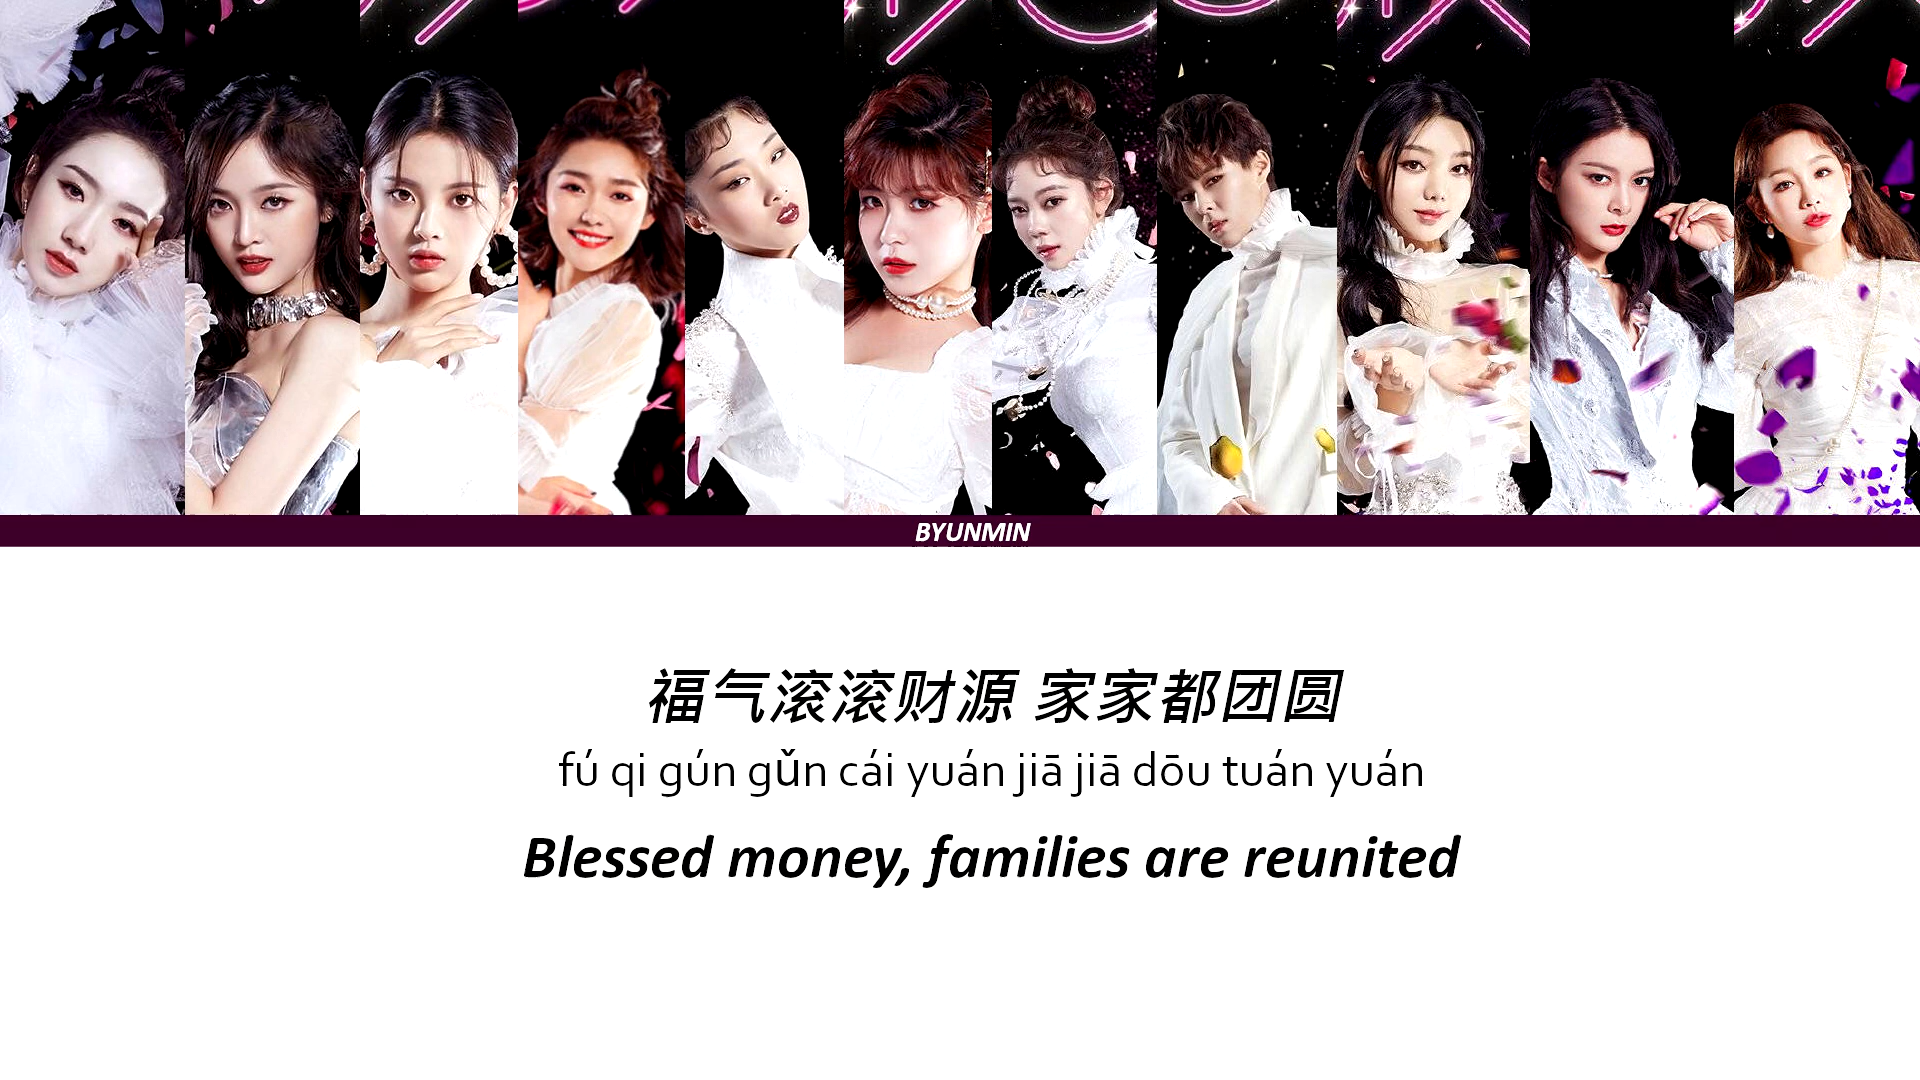 BYUNMIN
福气滚滚财源 家家都团圆
fú qi gún gǔn cái yuán jiā jiā dōu tuán yuán
Blessed money, families are reunited